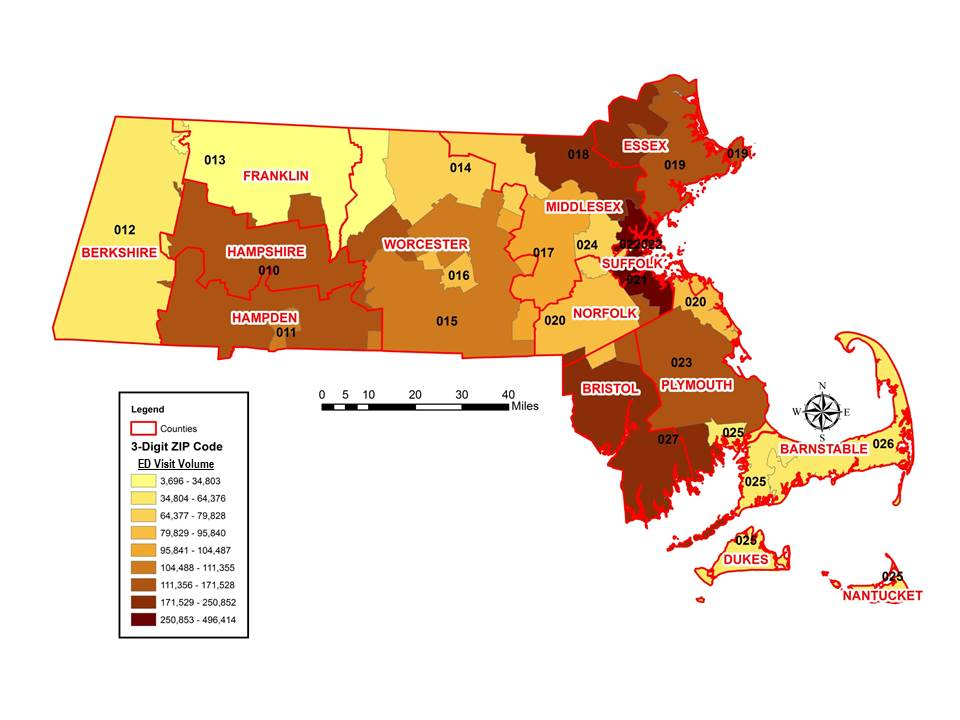 ESSEX
018
019
019
013
014
FRANKLIN
MIDDLESEX
012
BERKSHIRE
HAMPSHIRE
WORCESTER
024
022022
017
SUFFOLK
010
016
021
020
HAMPDEN
NORFOLK
020
015
011
023
BRISTOL
PLYMOUTH
0 5 10 20 30 40
Miles
N
W E
S
025
027
026
BARNSTABLE
025
025
DUKES
025
NANTUCKET
Legend
Counties
3-Digit ZIP Code
ED Visit Volume
3,696 - 34,803
34,804 - 64,376
64,377 - 79,828
79,829 - 95,840
95,841 - 104,487
104,488 - 111,355
111,356 - 171,528
171,529 - 250,852
250,853 - 496,414